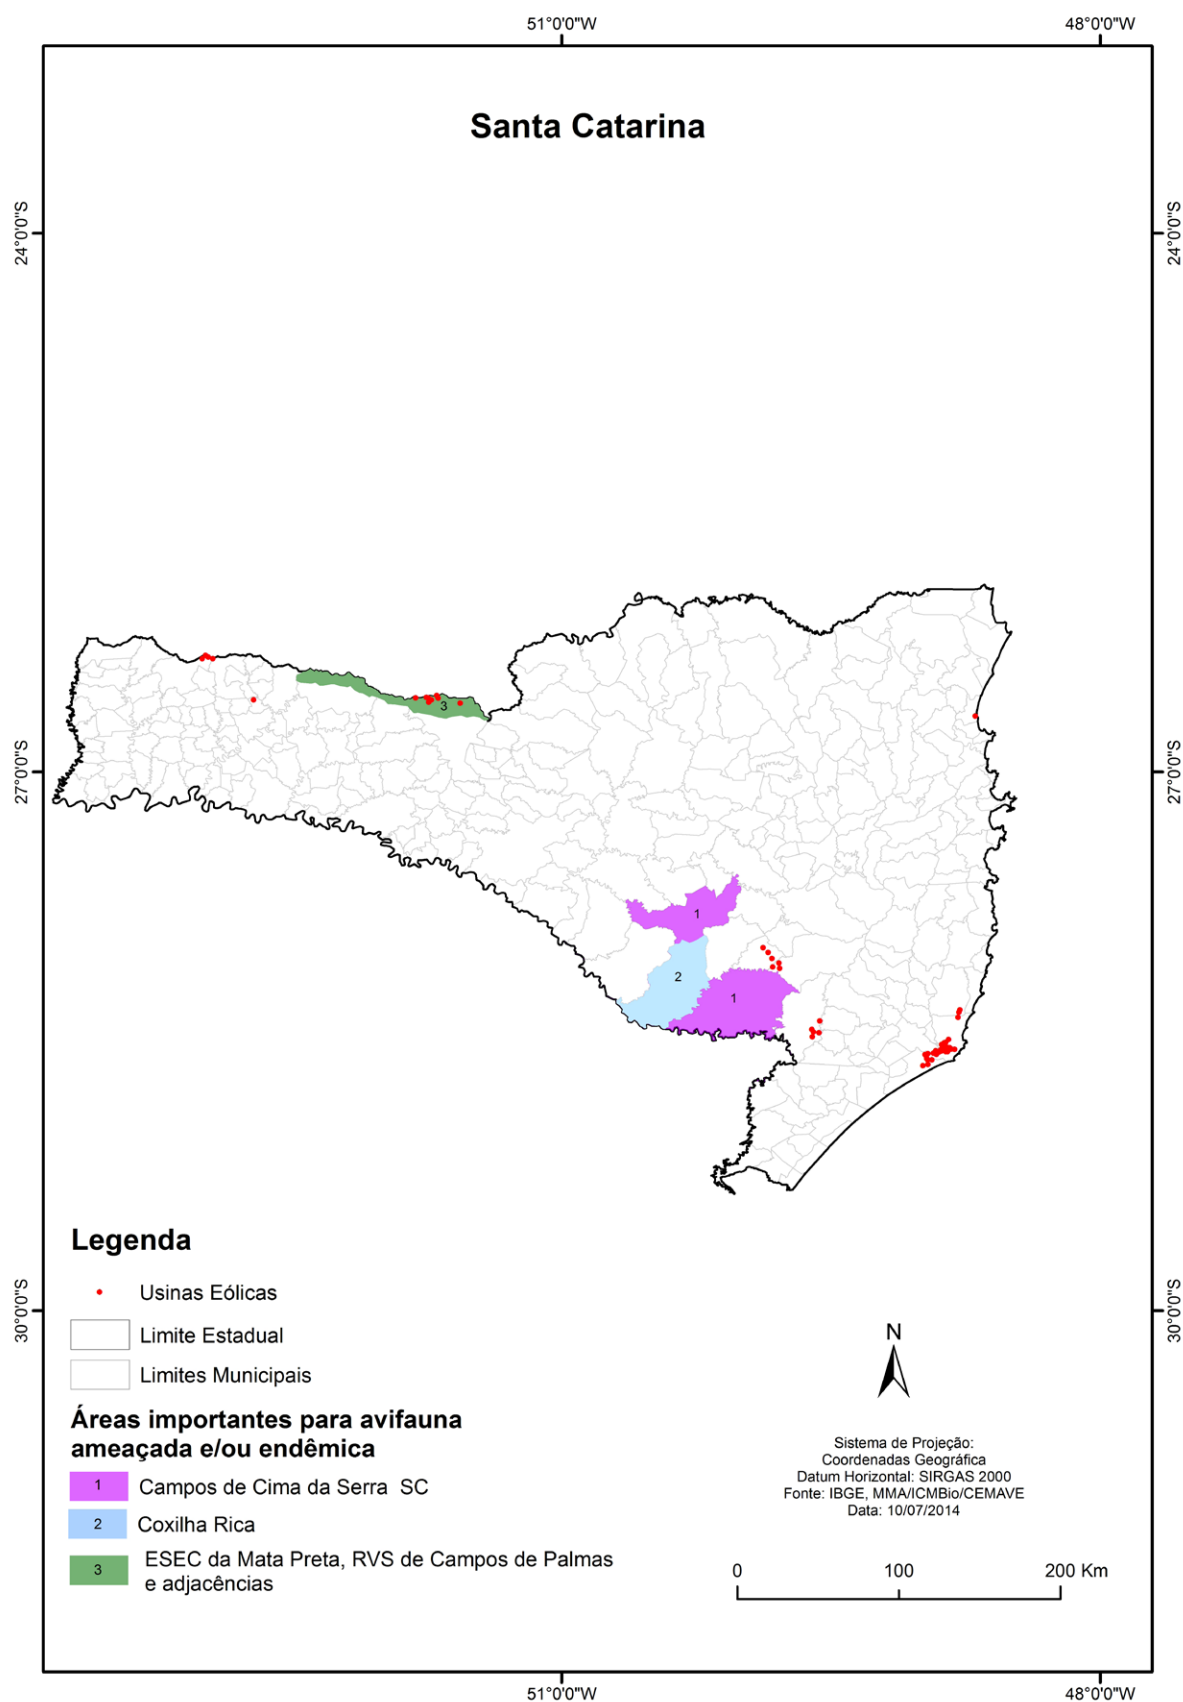 51°0'0"W
48°0'0"W
Santa Catarina
24°0'0"S
24°0'0"S
27°0'0"S
27°0'0"S
3
1
2
1
30°0'0"S
30°0'0"S
Legenda
Usinas Eólicas
Limite Estadual
Limites Municipais
Áreas importantes para avifauna
ameaçada e/ou endêmica
1 Campos de Cima da Serra SC
2 Coxilha Rica
3 ESEC da Mata Preta, RVS de Campos de Palmas
e adjacências
N
Sistema de Projeção:
Coordenadas Geográfica
Datum Horizontal: SIRGAS 2000
Fonte: IBGE, MMA/ICMBio/CEMAVE
Data: 10/07/2014
0 100 200 Km
51°0'0"W
48°0'0"W